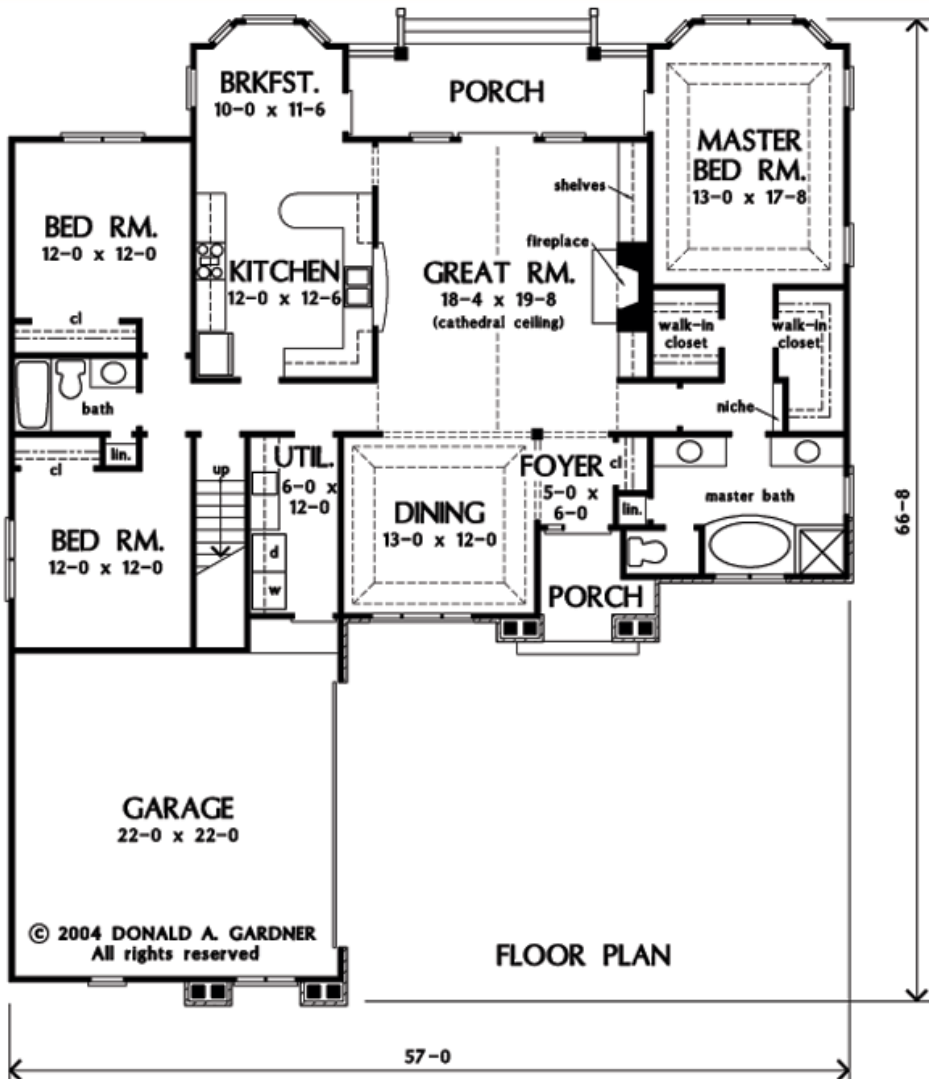 BRKFST.
10-0 x 11-6
PORCH
MASTER
BED RM.
13-0 x 17-8
shelves
BED RM.
12-0 x 12-0
fireplace
KITCHEN
12-0 x 12-6
GREAT RM.
18-4 x 19-8
(cathedral ceiling)
cl
walk-in
closet
walk-in
closet
bath
niche
lin.
cl
up
UTIL.
6-0 x
12-0
FOYER
5-0 x
6-0
cl
lin.
master bath
66-8
DINING
13-0 x 12-0
BED RM.
12-0 x 12-0
d
w
PORCH
GARAGE
22-0 x 22-0
© 2004 DONALD A. GARDNER
All rights reserved
FLOOR PLAN
57-0